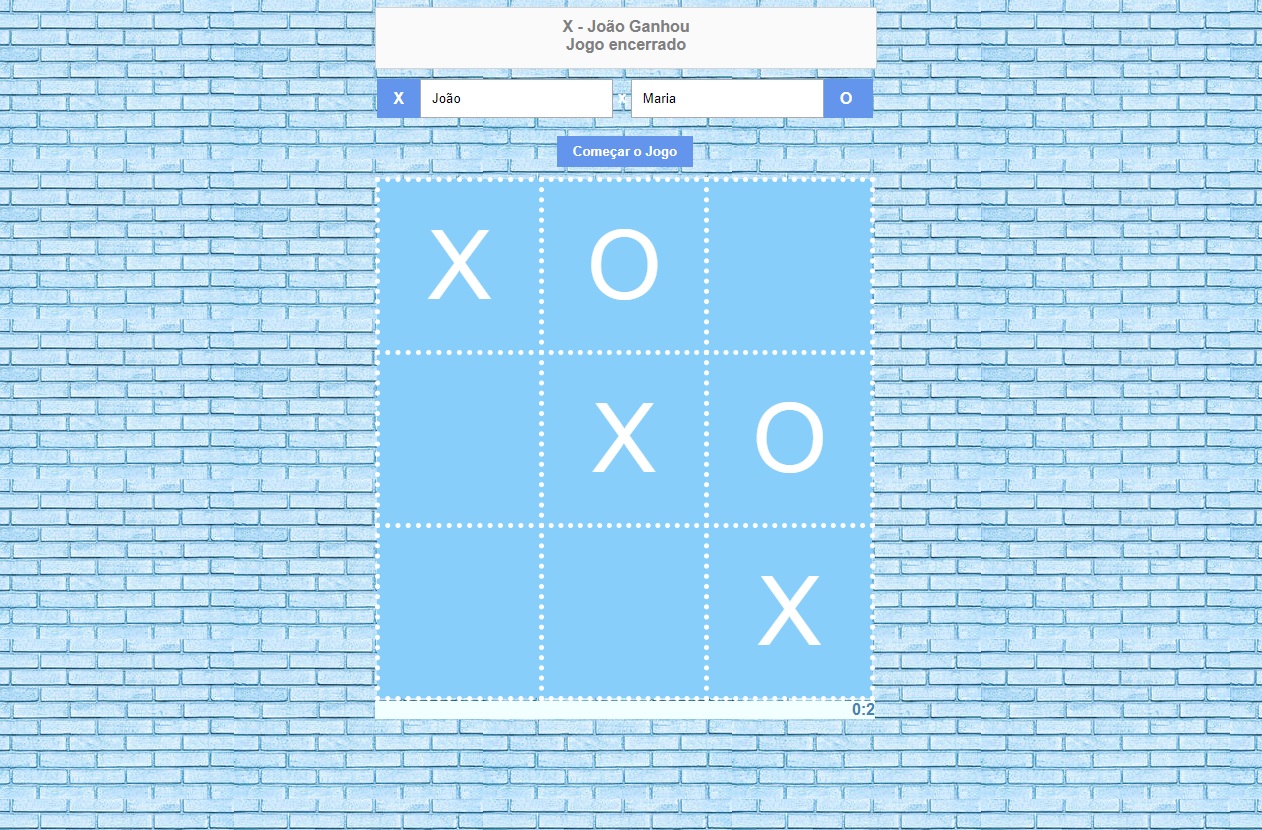 X - João Ganhou
Jogo encerrado
X João x Maria O
Começar o Jogo
X O
X O
X
0:2